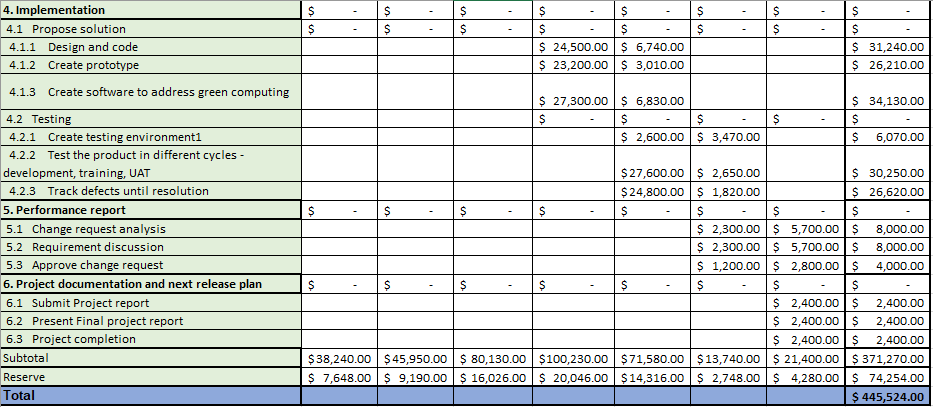 4. Implementation $ - $ - $ - $ - $ - $ - $ - $ -
4.1 Propose solution $ - $ - $ - $ - $ - $ - $ - $ -
4.1.1 Design and code $ 24,500.00 $ 6,740.00 $ 31,240.00
4.1.2 Create prototype $ 23,200.00 $ 3,010.00 $ 26,210.00
4.1.3 Create software to address green computing $ 27,300.00 $ 6,830.00 $ 34,130.00
4.2 Testing $ - $ - $ - $ - $ -
4.2.1 Create testing environment1 $ 2,600.00 $ 3,470.00 $ 6,070.00
4.2.2 Test the product in different cycles -
development, training, UAT $27,600.00 $ 2,650.00 $ 30,250.00
4.2.3 Track defects until resolution $24,800.00 $ 1,820.00 $ 26,620.00
5. Performance report $ - $ - $ - $ - $ - $ - $ - $ -
5.1 Change request analysis $ 2,300.00 $ 5,700.00 $ 8,000.00
5.2 Requirement discussion $ 2,300.00 $ 5,700.00 $ 8,000.00
5.3 Approve change request $ 1,200.00 $ 2,800.00 $ 4,000.00
6. Project documentation and next release plan $ - $ - $ - $ - $ - $ - $ - $ -
6.1 Submit Project report $ 2,400.00 $ 2,400.00
6.2 Present Final project report $ 2,400.00 $ 2,400.00
6.3 Project completion $ 2,400.00 $ 2,400.00
Subtotal $38,240.00 $45,950.00 $ 80,130.00 $100,230.00 $71,580.00 $13,740.00 $ 21,400.00 $ 371,270.00
Reserve $ 7,648.00 $ 9,190.00 $ 16,026.00 $ 20,046.00 $14,316.00 $ 2,748.00 $ 4,280.00 $ 74,254.00
Total $ 445,524.00